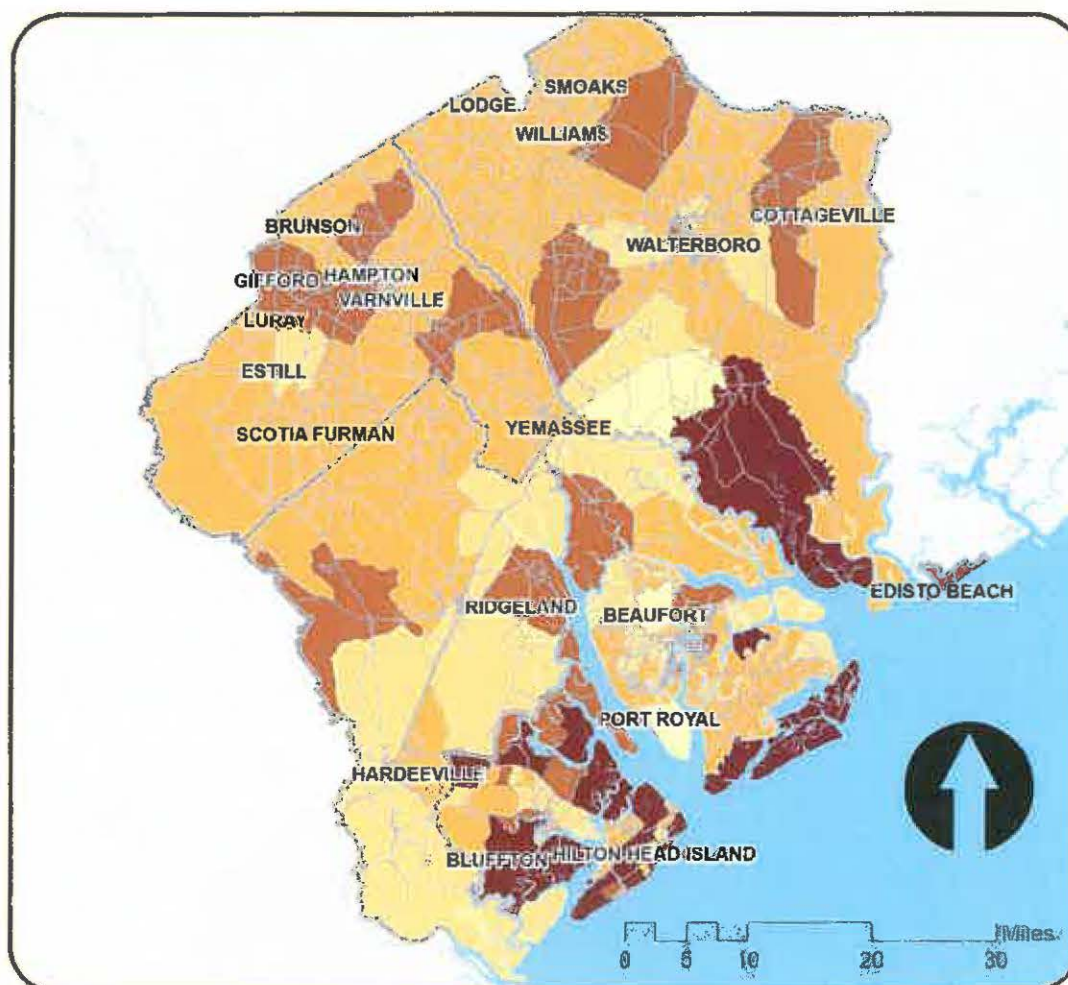 SMOAKS
LODGE
WILLIAMS
COTTAGEVILLE
BRUNSON
WALTERBORO
GIFFORD
HAMPTON
VARNVILLE
LURAY
ESTILL
SCOTIA FURMAN
YEMASSEE
EDISTO BEACH
RIDGELAND
BEAUFORT
PORT ROYAL
HARDEEVILLE
BLUFFTON
HILTON HEAD ISLAND
Miles
0 5 10 20 30